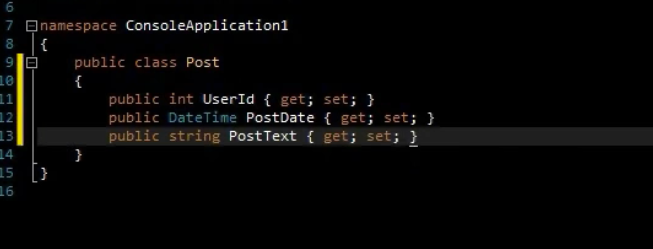 6
7 namespace ConsoleApplication1
8 {
9 public class Post
10 {
11 public int UserId { get; set; }
12 public DateTime PostDate { get; set; }
13 public string PostText { get; set; }
14 }
15 }
16